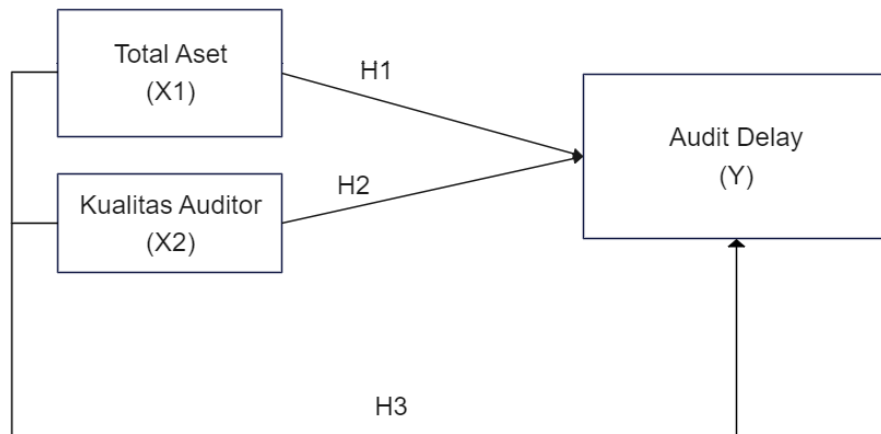 Total Aset
(X1)
H1
Audit Delay
(Y)
Kualitas Auditor
(X2)
H2
H3